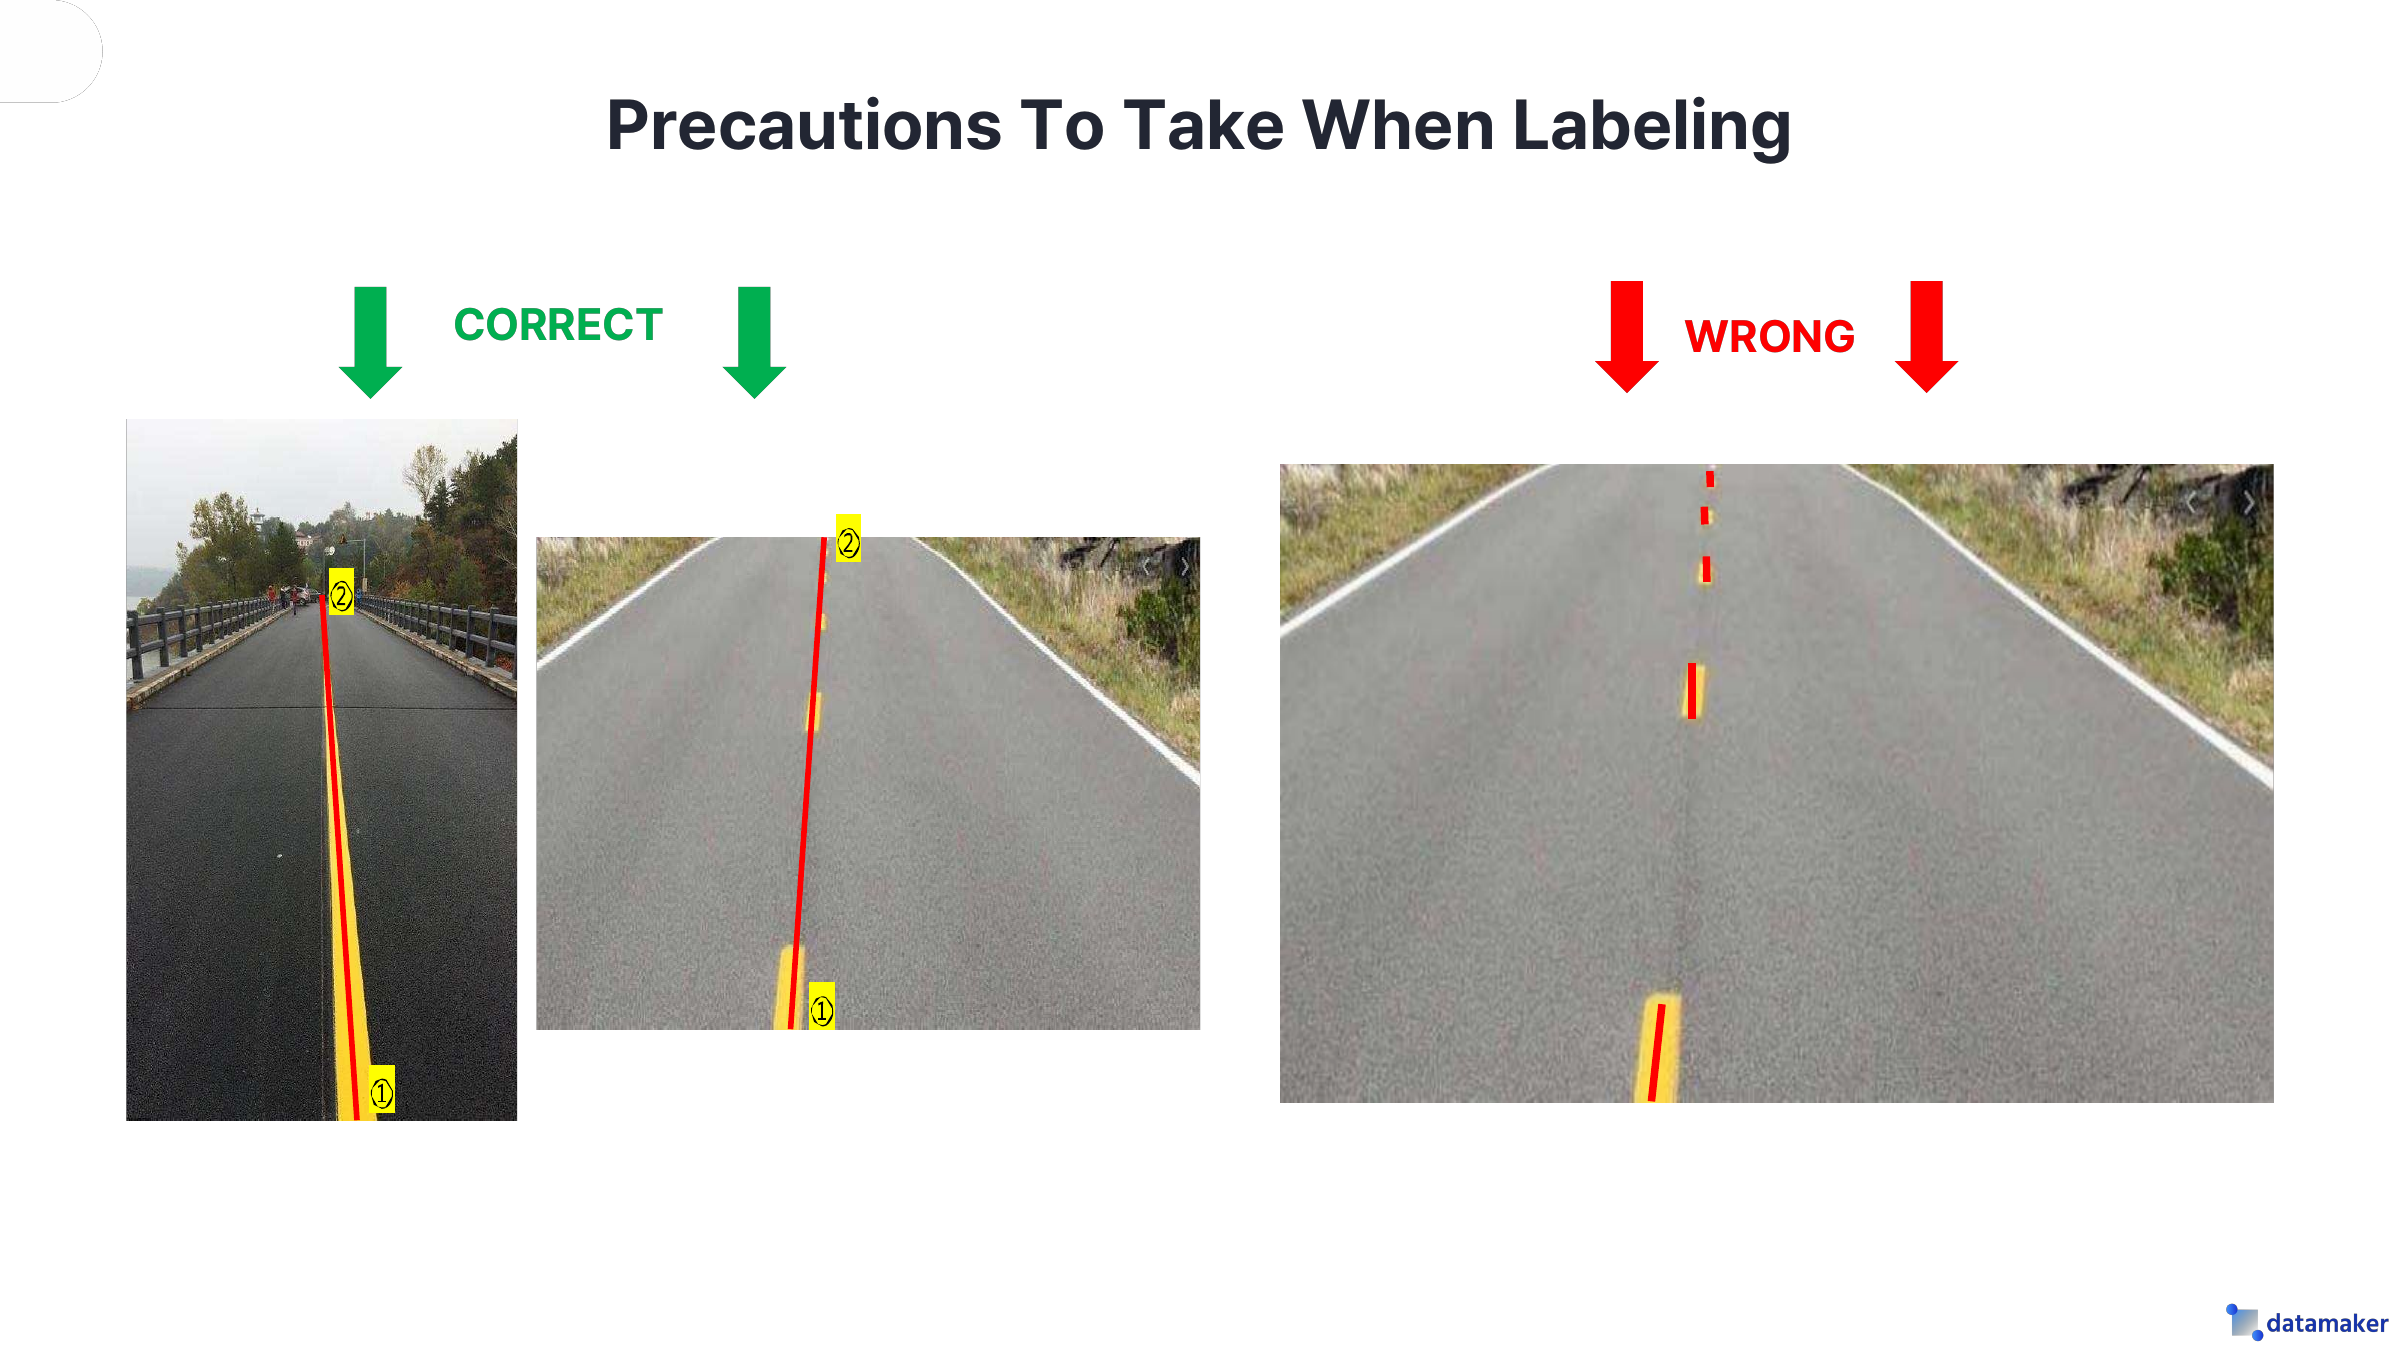 Precautions To Take When Labeling
CORRECT
WRONG
②
②
①
①
datamaker